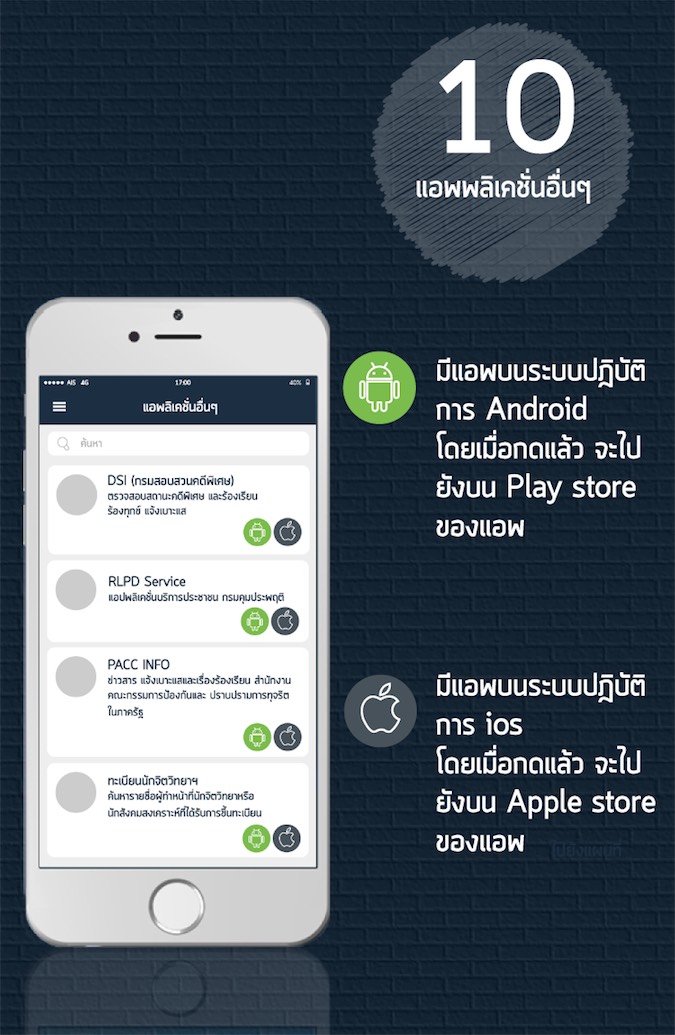 10
แอพพลิเคชั่นอื่นๆ
AIS 4G 17:00 40%
แอพลิเคชั่นอื่นๆ
ค้นหา
DSI (กรมสอบสวนคดีพิเศษ)
ตรวจสอบสถานะคดีพิเศษ และร้องเรียน
ร้องทุกข์ แจ้งเบาะแส
RLPD Service
แอปพลิเคชั่นบริการประชาชน กรมคุมประพฤติ
PACC INFO
ข่าวสาร แจ้งเบาะแสและเรื่องร้องเรียน สำนักงาน
คณะกรรมการป้องกันและ ปราบปรามการทุจริต
ในภาครัฐ
ทะเบียนนักจิตวิทยาฯ
ค้นหารายชื่อผู้ทำหน้าที่นักจิตวิทยาหรือ
นักสังคมสงเคราะห์ที่ได้รับการขึ้นทะเบียน
มีแอพบนระบบปฎิบัติ
การ Android
โดยเมื่อกดแล้ว จะไป
ยังบน Play store
ของแอพ
มีแอพบนระบบปฎิบัติ
การ ios
โดยเมื่อกดแล้ว จะไป
ยังบน Apple store
ของแอพ